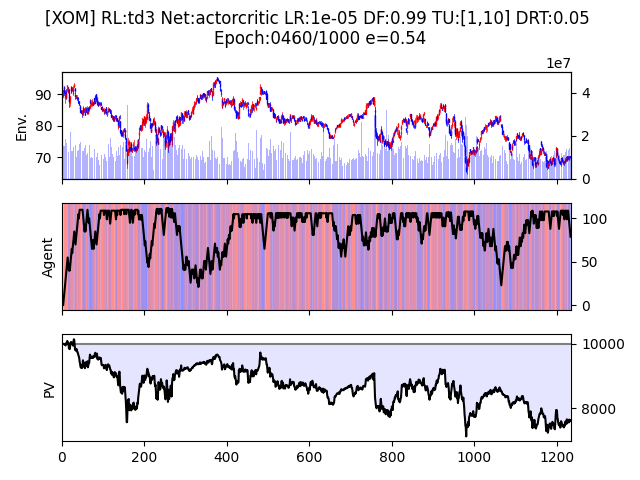 [XOM] RL:td3 Net:actorcritic LR:1e-05 DF:0.99 TU:[1,10] DRT:0.05
Epoch:0460/1000 e=0.54
1e7
Env.
90
80
70
4
2
0
Agent
100
50
0
PV
10000
8000
0 200 400 600 800 1000 1200